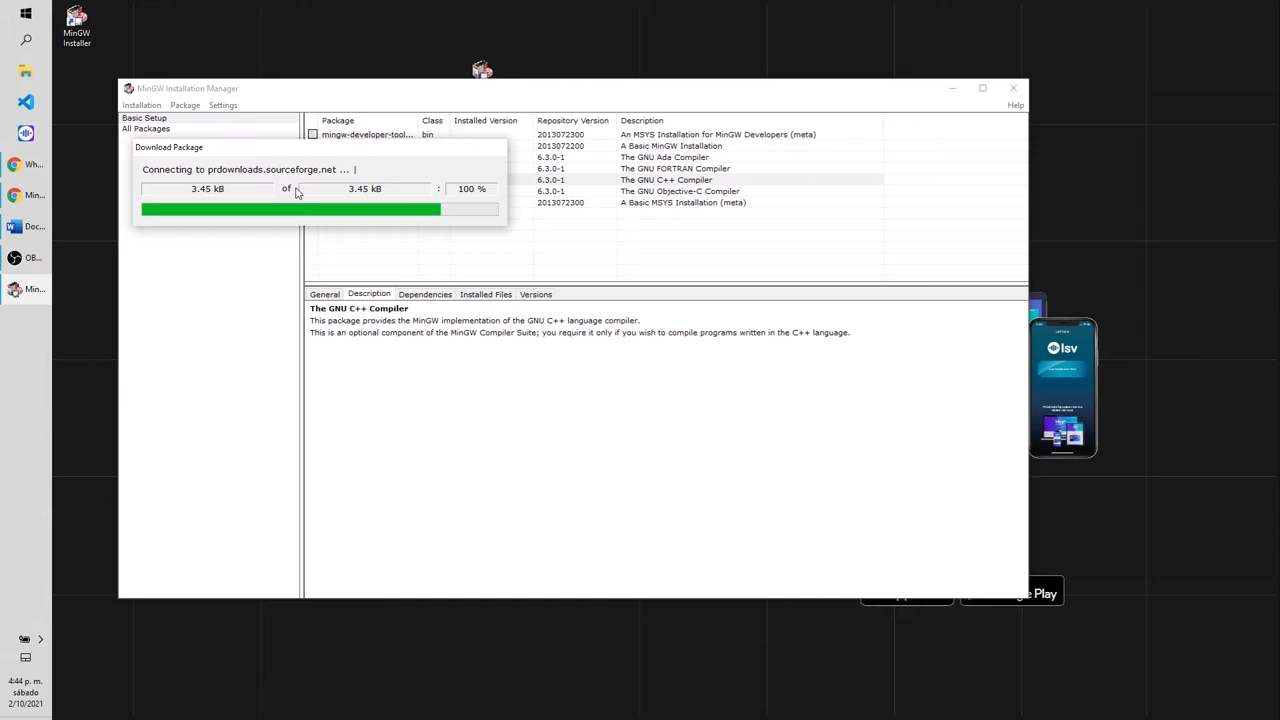 MinGW
Installer
MinGW Installation Manager
Installation Package Settings
Help
Basic Setup
All Packages
Package Class Installed Version Repository Version Description
mingw-developer-tool... bin 2013072300 An MSYS Installation for MinGW Developers (meta)
2013072200 A Basic MinGW Installation
6.3.0-1 The GNU Ada Compiler
6.3.0-1 The GNU FORTRAN Compiler
6.3.0-1 The GNU C++ Compiler
6.3.0-1 The GNU Objective-C Compiler
2013072300 A Basic MSYS Installation (meta)
Download Package
Connecting to prdownloads.sourceforge.net ... |
3.45 kB of 3.45 kB : 100 %
General Description Dependencies Installed Files Versions
The GNU C++ Compiler
This package provides the MinGW implementation of the GNU C++ language compiler.
This is an optional component of the MinGW Compiler Suite; you require it only if you wish to compile programs written in the C++ language.
Wh...
Min...
Doc...
OB...
Min...
lsv
Play
4:44 p. m.
sábado
2/10/2021